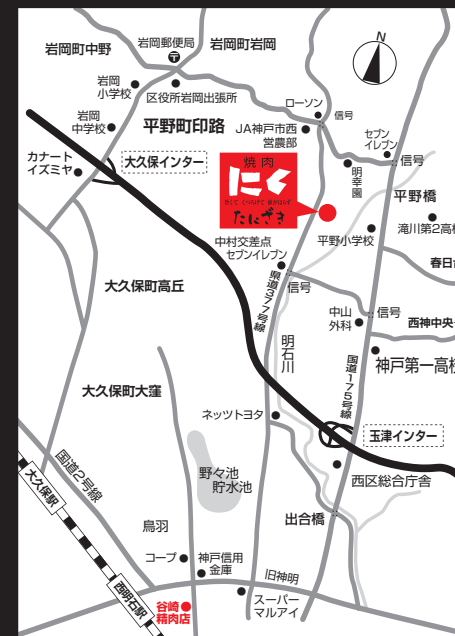 岩岡町中野
岩岡郵便局
岩岡町岩岡
N
岩岡
小学校
区役所岩岡出張所
ローソン
信号
岩岡
中学校
平野町印路
JA神戸市西
営農部
セブン
イレブン
信号
カナート
イズミヤ
大久保インター
焼肉
にく
たにざき
明幸園
平野橋
滝川第2高校
平野小学校
中村交差点
セブンイレブン
春日台
大久保町高丘
県道377号線
信号
中山
外科
信号
西神中央
明石川
神戸第一高校
大久保町大窪
国道175号線
ネッツトヨタ
玉津インター
国道2号線
大久保駅
野々池
貯水池
西区総合庁舎
鳥羽
出合橋
コープ
神戸信用
金庫
旧神明
西明石駅
谷崎
精肉店
スーパー
マルアイ